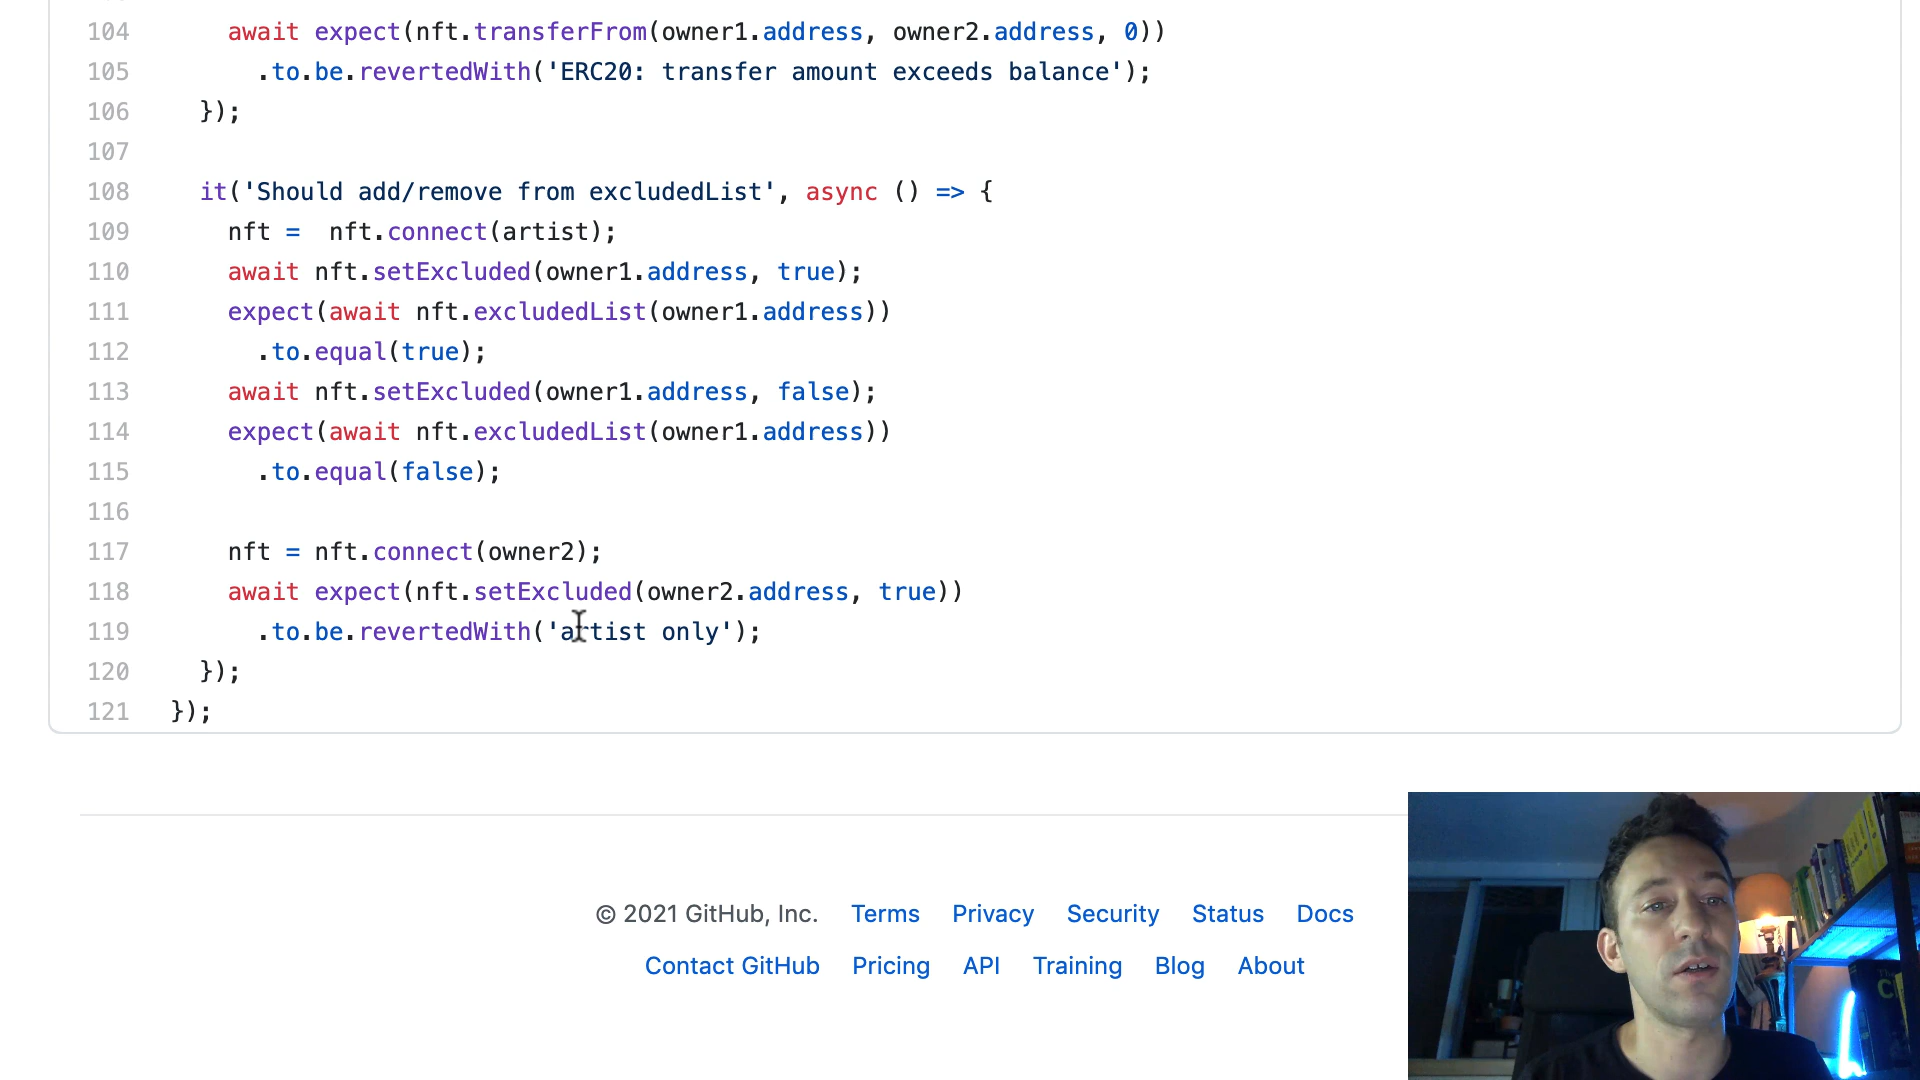 104 await expect(nft.transferFrom(owner1.address, owner2.address, 0))
105 .to.be.revertedWith('ERC20: transfer amount exceeds balance');
106 });
107
108 it('Should add/remove from excludedList', async () => {
109 nft =  nft.connect(artist);
110 await nft.setExcluded(owner1.address, true);
111 expect(await nft.excludedList(owner1.address))
112 .to.equal(true);
113 await nft.setExcluded(owner1.address, false);
114 expect(await nft.excludedList(owner1.address))
115 .to.equal(false);
116
117 nft = nft.connect(owner2);
118 await expect(nft.setExcluded(owner2.address, true))
119 .to.be.revertedWith('artist only');
120 });
121 });
© 2021 GitHub, Inc. Terms Privacy Security Status Docs
Contact GitHub Pricing API Training Blog About